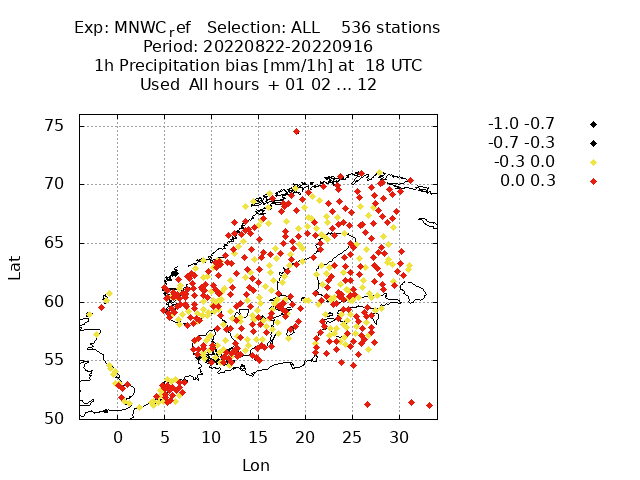 Exp: MNWC_ref   Selection: ALL    536 stations
Period: 20220822-20220916
1h Precipitation bias [mm/1h] at  18 UTC
Used  All hours  + 01 02 ... 12
-1.0 -0.7
-0.7 -0.3
-0.3 0.0
0.0 0.3
75
70
65
60
55
50
Lat
0 5 10 15 20 25 30
Lon